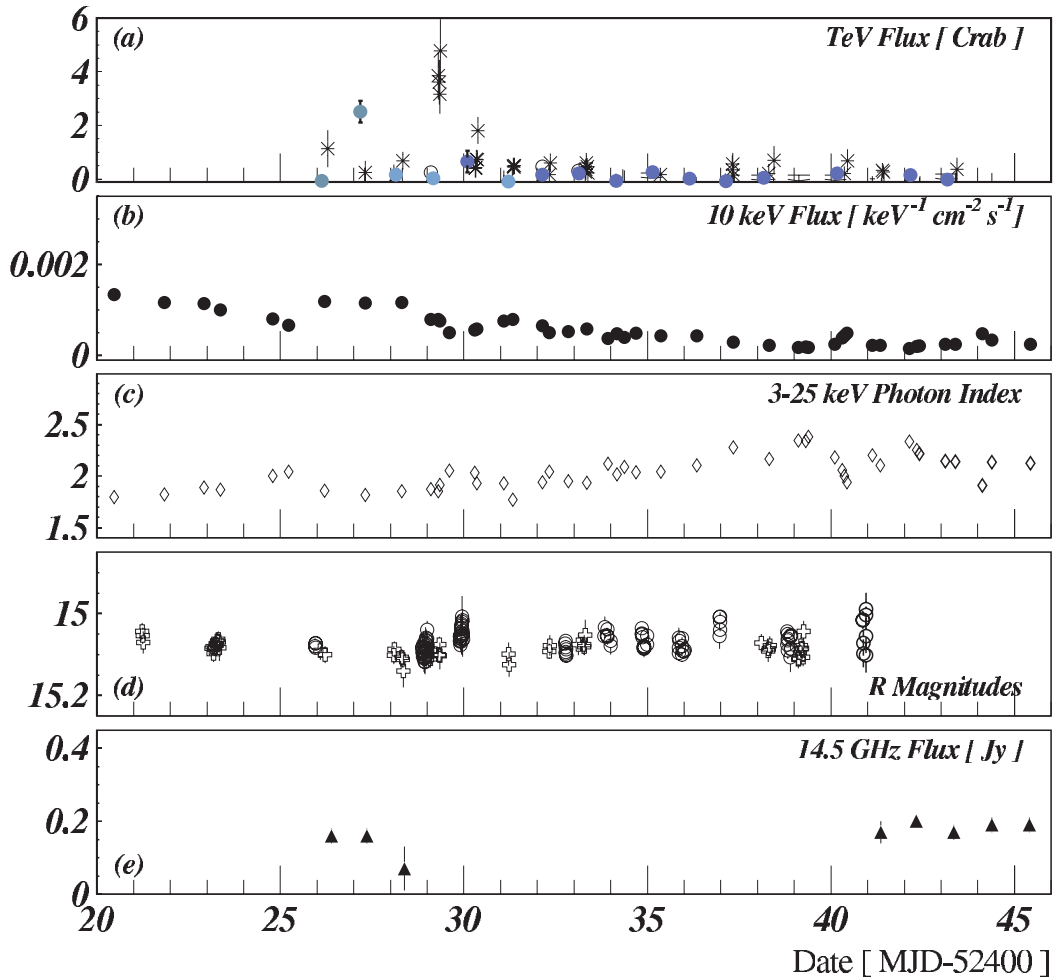 (a) TeV Flux [ Crab ]
6
4
2
0
(b) 10 keV Flux [ keV⁻¹ cm⁻² s⁻¹]
0.002
0
(c) 3-25 keV Photon Index
2.5
2
1.5
15
15.2
(d) R Magnitudes
14.5 GHz Flux [ Jy ]
0.4
0.2
0
(e)
20 25 30 35 40 45
Date [ MJD-52400 ]